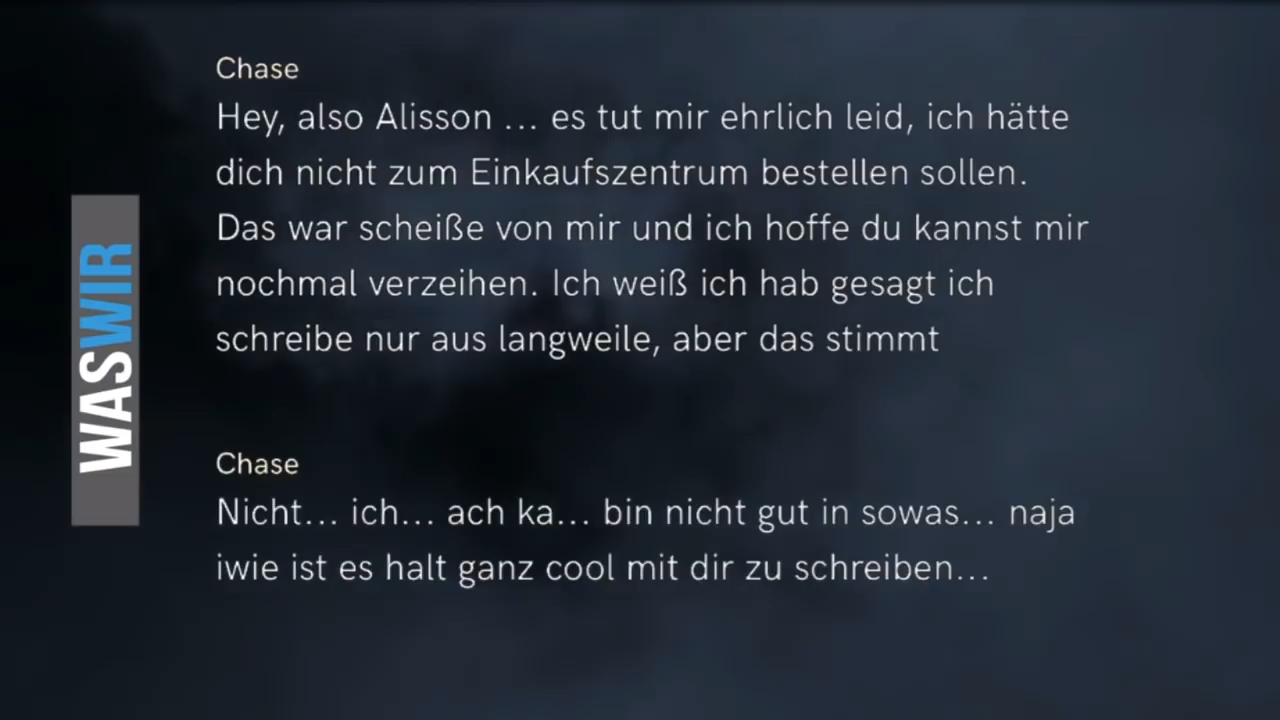 Chase
Hey, also Alisson ... es tut mir ehrlich leid, ich hätte
dich nicht zum Einkaufszentrum bestellen sollen.
Das war scheiße von mir und ich hoffe du kannst mir
nochmal verzeihen. Ich weiß ich hab gesagt ich
schreibe nur aus langweile, aber das stimmt
Chase
Nicht... ich... ach ka... bin nicht gut in sowas... naja
iwie ist es halt ganz cool mit dir zu schreiben...
WASWIR